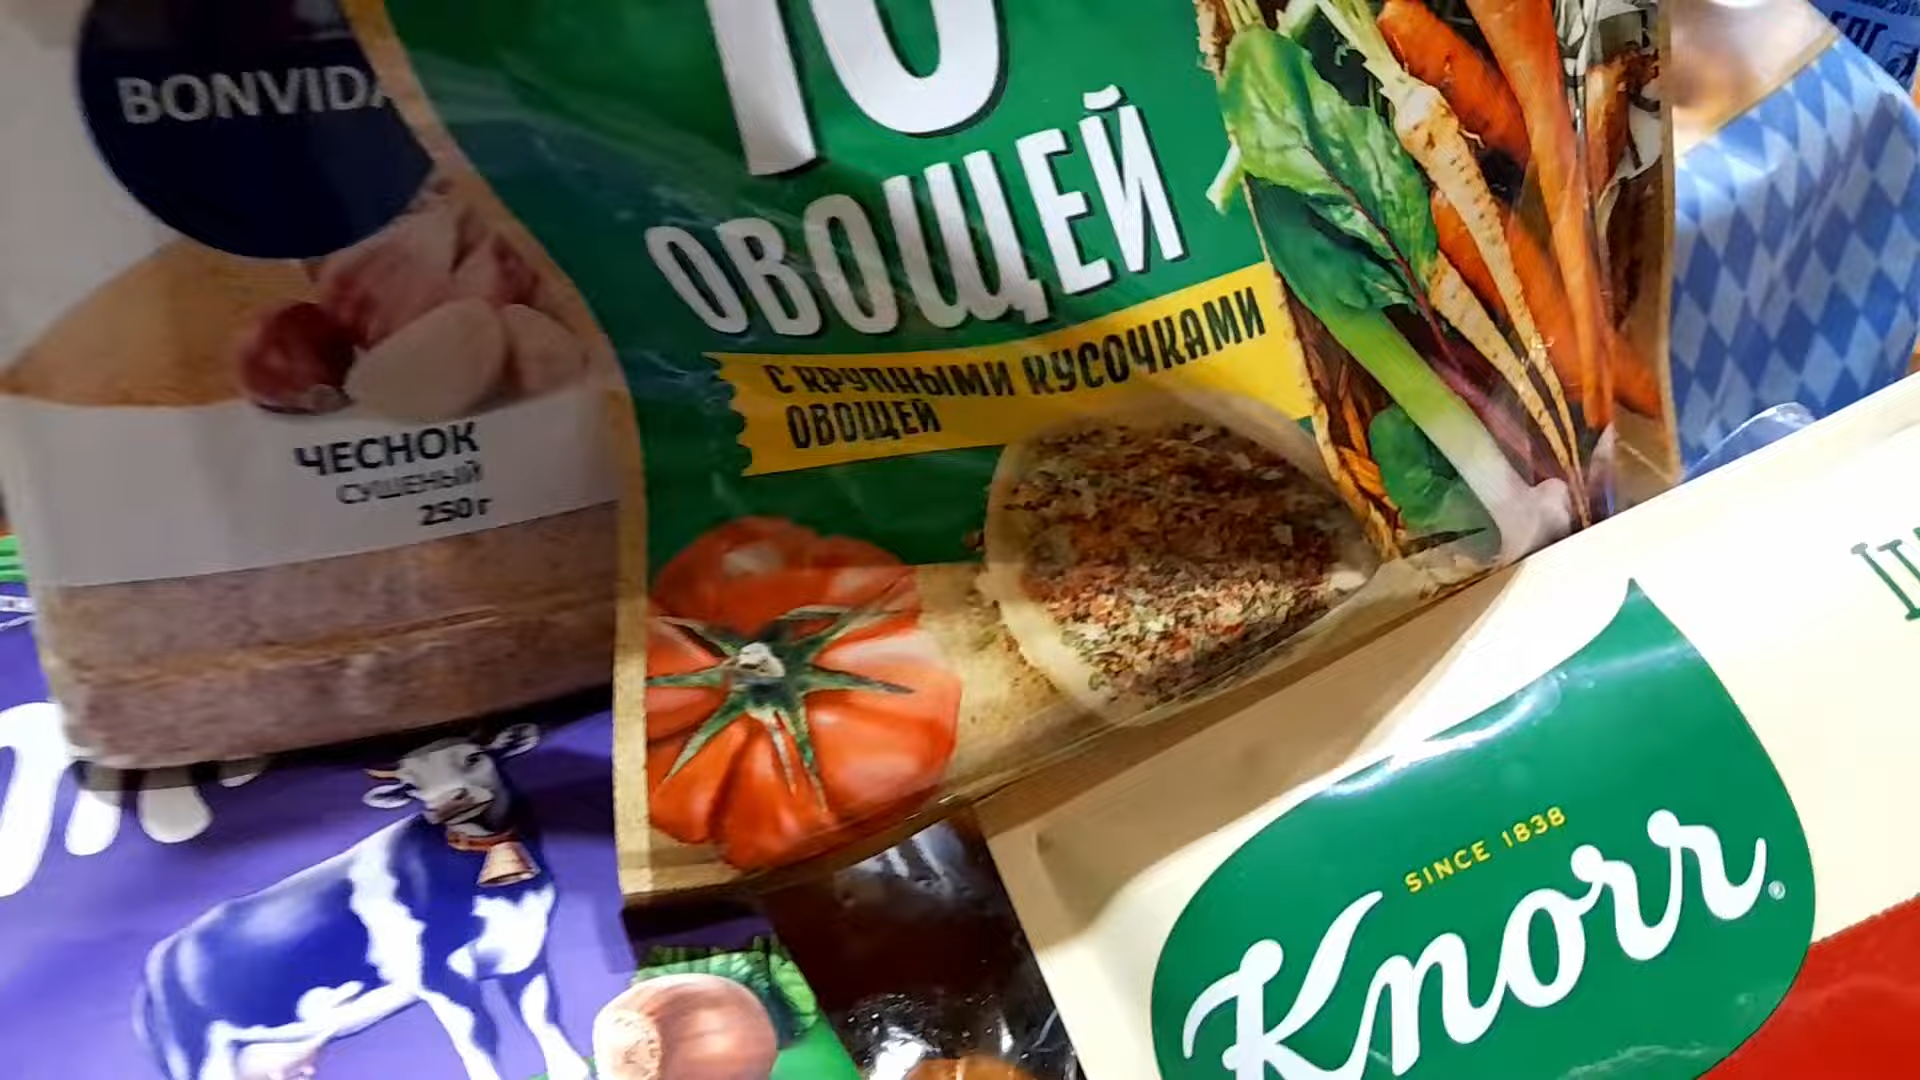 BONVIDA
ЧЕСНОК
СУШЕНЫЙ
250 г
10
ОВОЩЕЙ
С КРУПНЫМИ КУСОЧКАМИ
ОВОЩЕЙ
SINCE 1838
Knorr